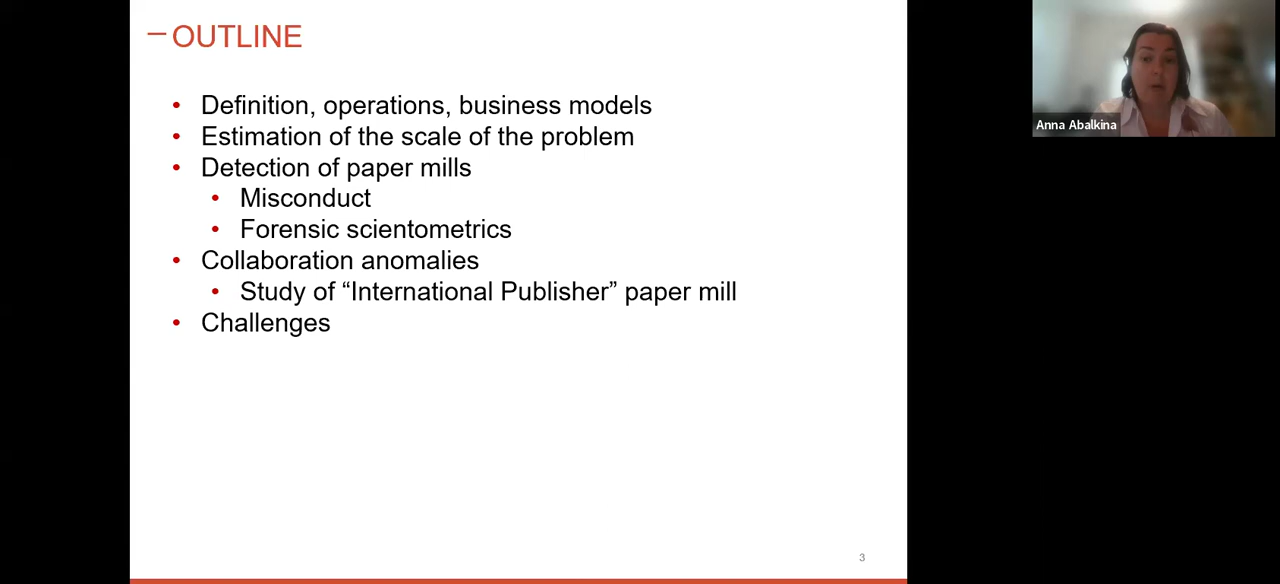 OUTLINE
• Definition, operations, business models
• Estimation of the scale of the problem
• Detection of paper mills
• Misconduct
• Forensic scientometrics
• Collaboration anomalies
• Study of “International Publisher” paper mill
• Challenges
3
Anna Abalkina